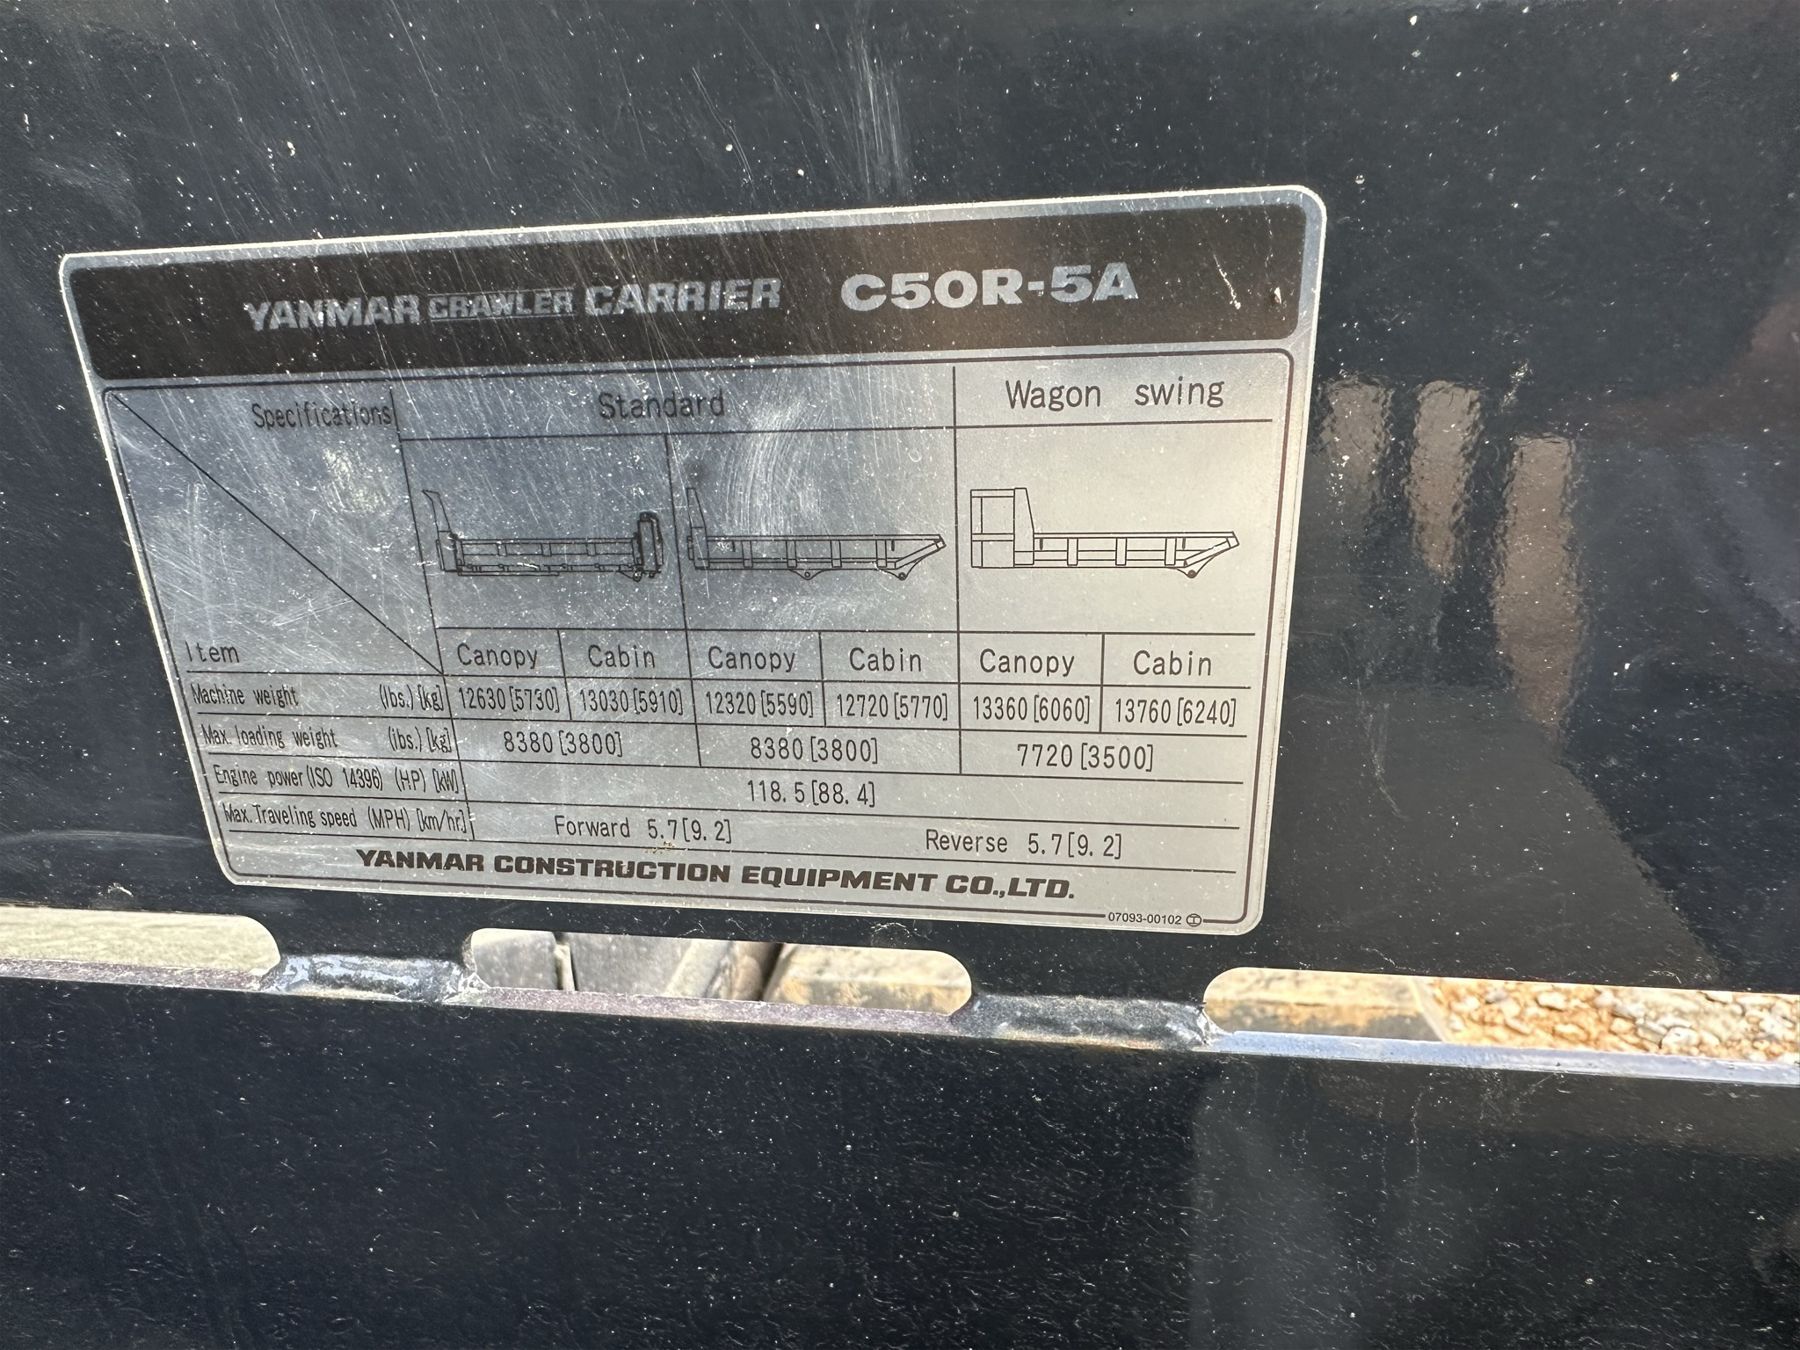 YANMAR CRAWLER CARRIER C50R-5A
Specifications Standard Wagon swing
Item Canopy Cabin Canopy Cabin Canopy Cabin
Machine weight (lbs.) [kg] 12630 [5730] 13030 [5910] 12320 [5590] 12720 [5770] 13360 [6060] 13760 [6240]
Max. loading weight (lbs.) [kg] 8380 [3800] 8380 [3800] 7720 [3500]
Engine power (ISO 14396) (HP) [kW] 118.5 [88.4]
Max. Traveling speed (MPH) [km/hr] Forward 5.7 [9.2] Reverse 5.7 [9.2]
YANMAR CONSTRUCTION EQUIPMENT CO.,LTD.
07093-00102